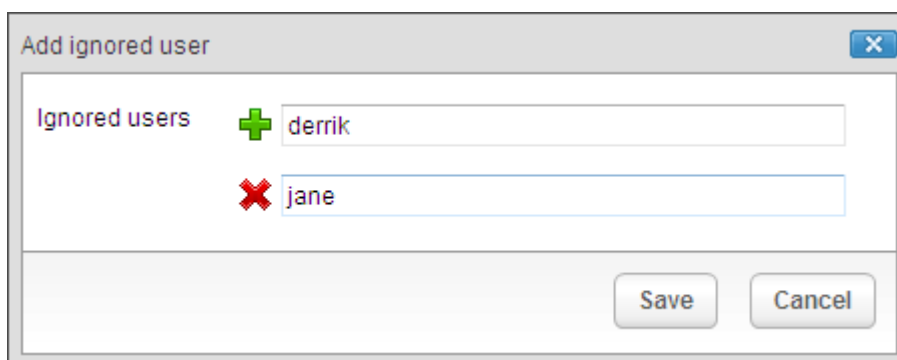 Add ignored user
Ignored users
derrik
jane
Save Cancel